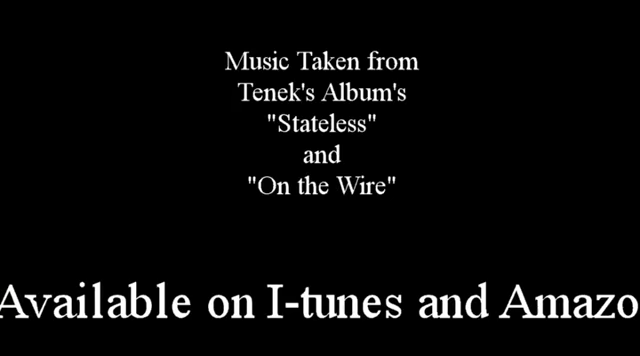 Music Taken from
Tenek's Album's
"Stateless"
and
"On the Wire"
Available on I-tunes and Amazo